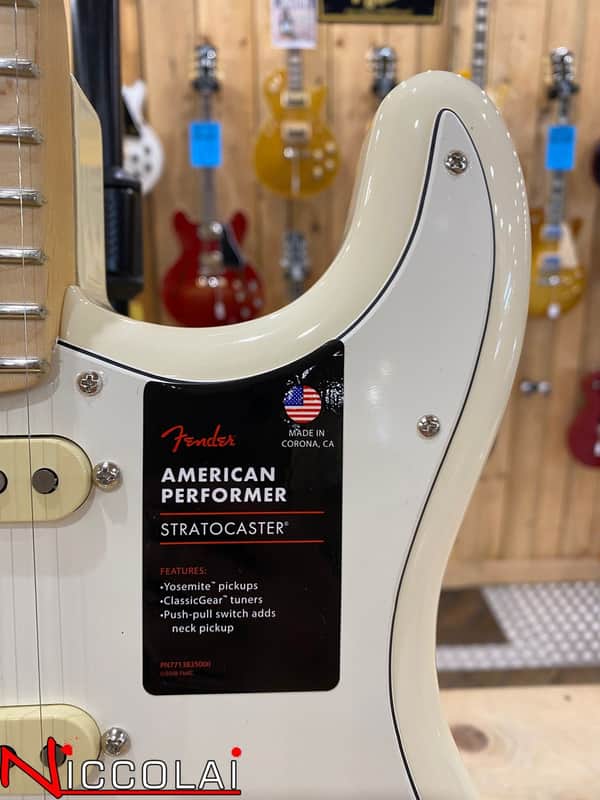 Fender
MADE IN
CORONA, CA
AMERICAN
PERFORMER
STRATOCASTER®
FEATURES:
•Yosemite™ pickups
•ClassicGear™ tuners
•Push-pull switch adds
neck pickup
PN7713835000
NICCOLAi